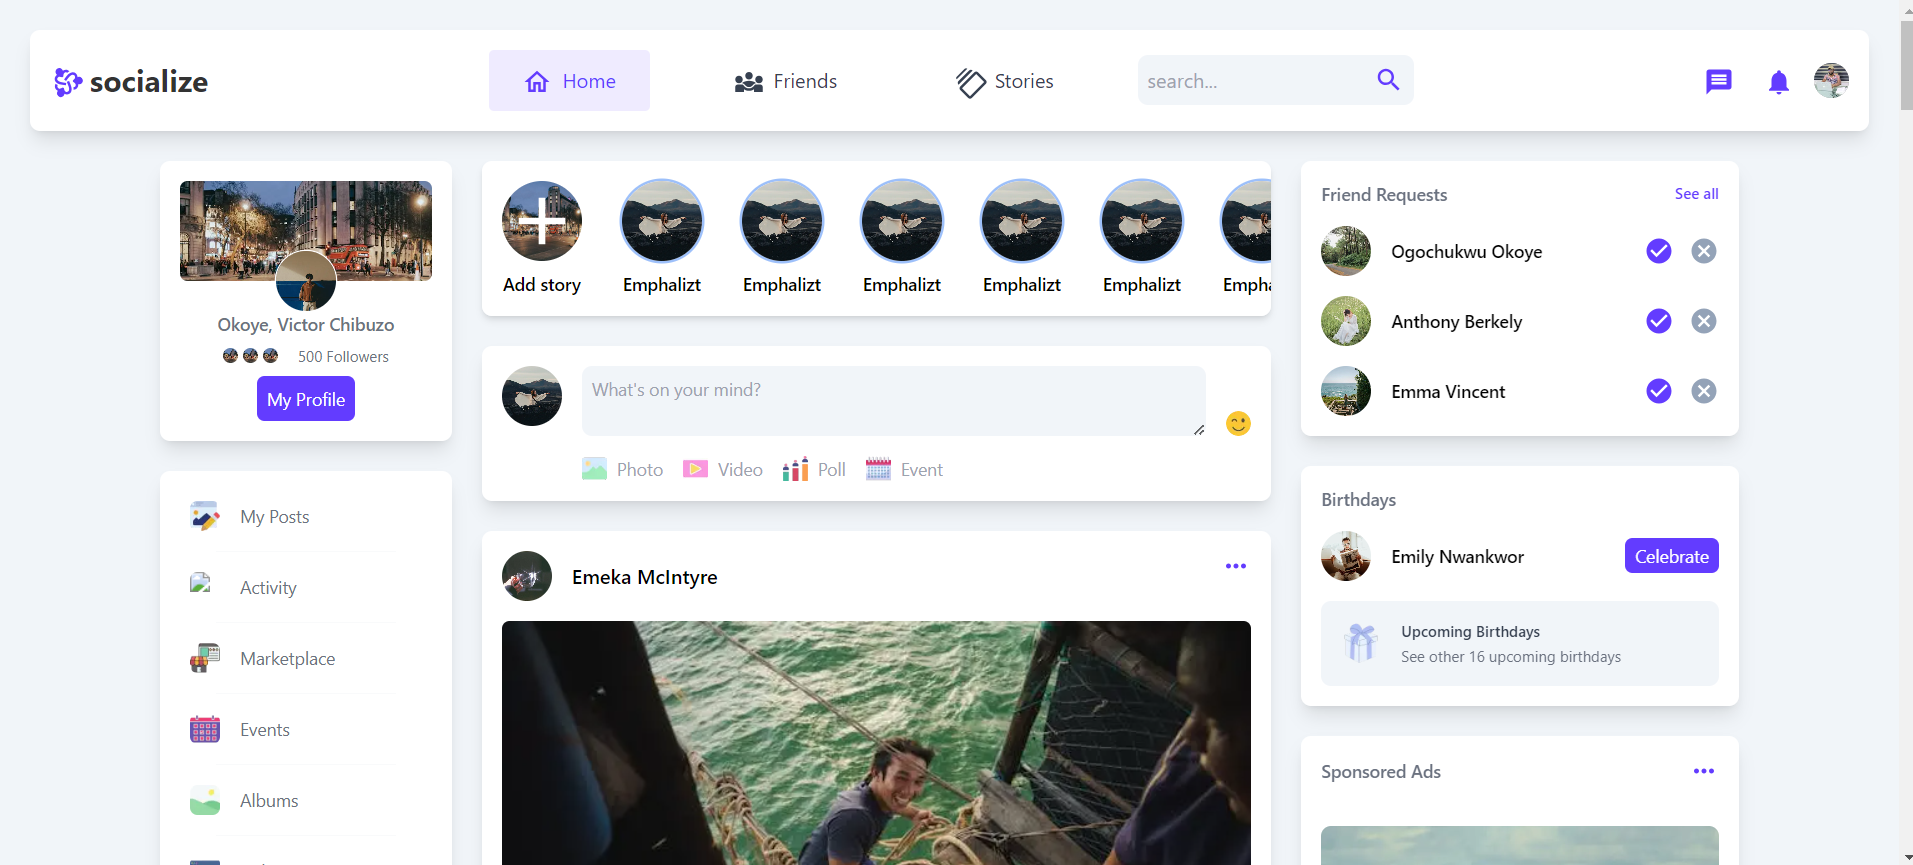 socialize
Home
Friends
Stories
search...
Okoye, Victor Chibuzo
500 Followers
My Profile
My Posts
Activity
Marketplace
Events
Albums
Add story
Emphalizt
Emphalizt
Emphalizt
Emphalizt
Emphalizt
Empha
What's on your mind?
Photo
Video
Poll
Event
Emeka McIntyre
Friend Requests
See all
Ogochukwu Okoye
Anthony Berkely
Emma Vincent
Birthdays
Emily Nwankwor
Celebrate
Upcoming Birthdays
See other 16 upcoming birthdays
Sponsored Ads